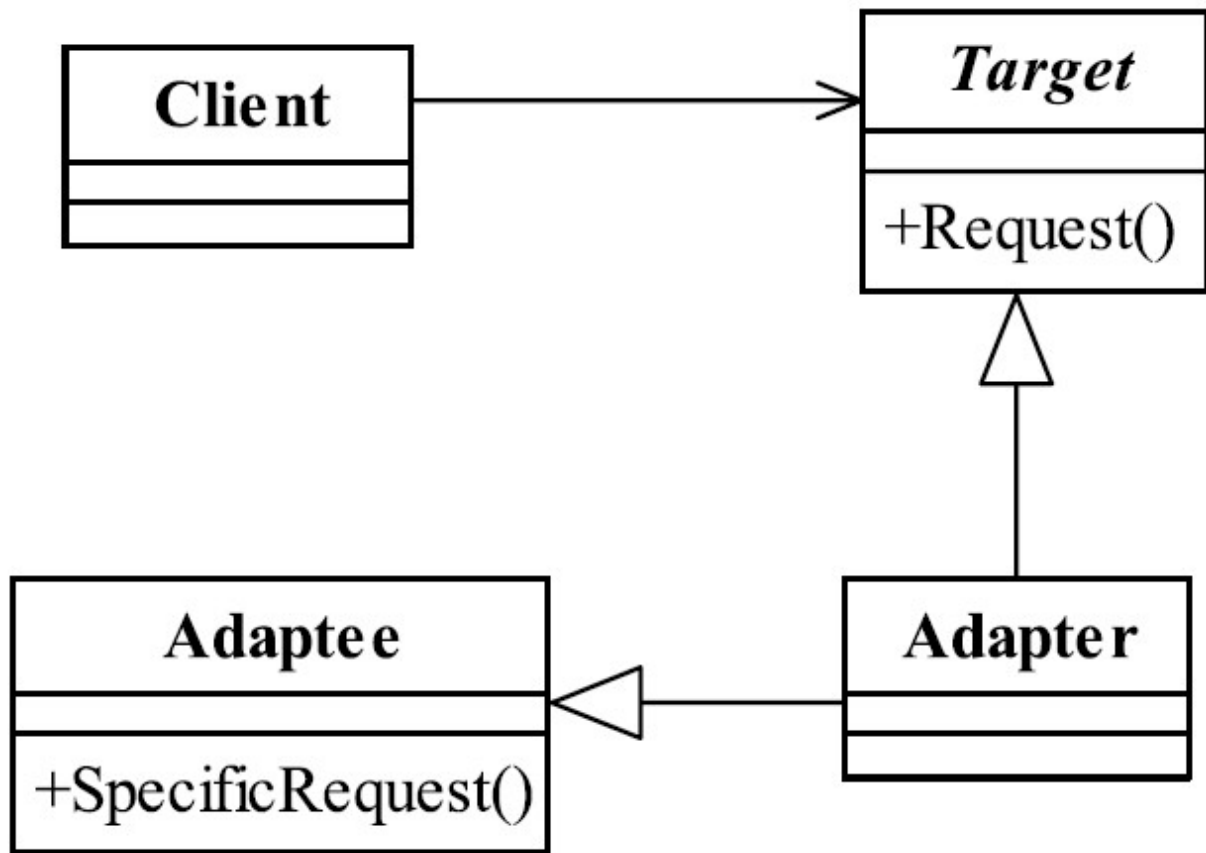 Client
Target
+Request()
Adaptee
+SpecificRequest()
Adapter